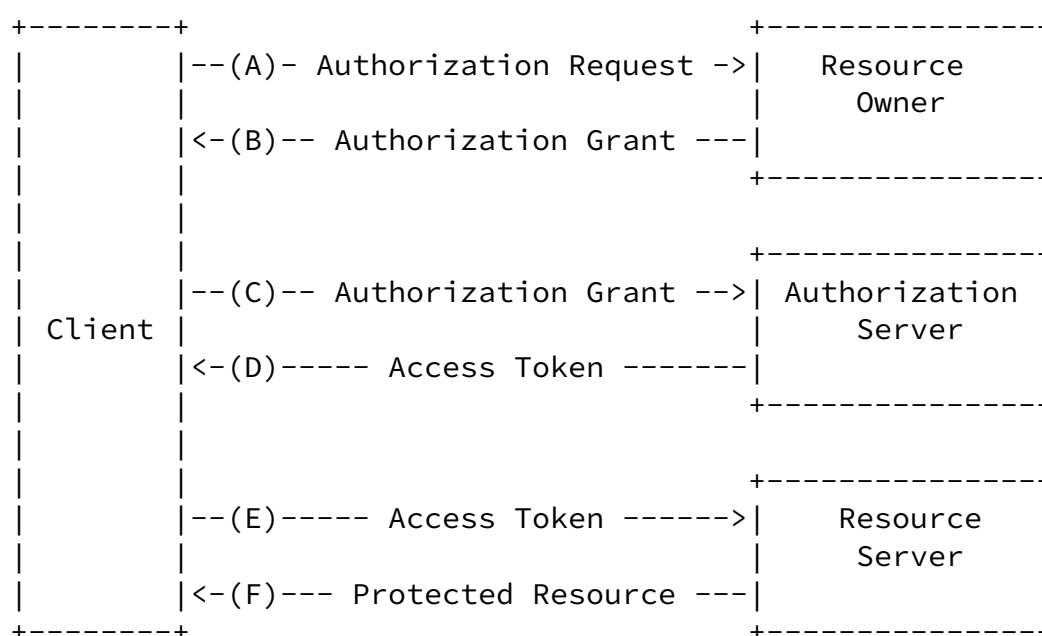 +--------+                               +---------------
|        |--(A)- Authorization Request ->|   Resource
|        |                               |     Owner
|        |<-(B)-- Authorization Grant ---|
|        |                               +---------------
|        |
|        |                               +---------------
|        |--(C)-- Authorization Grant -->| Authorization
| Client |                               |     Server
|        |<-(D)----- Access Token -------|
|        |                               +---------------
|        |
|        |                               +---------------
|        |--(E)----- Access Token ------>|    Resource
|        |                               |     Server
|        |<-(F)--- Protected Resource ---|
+--------+                               +---------------